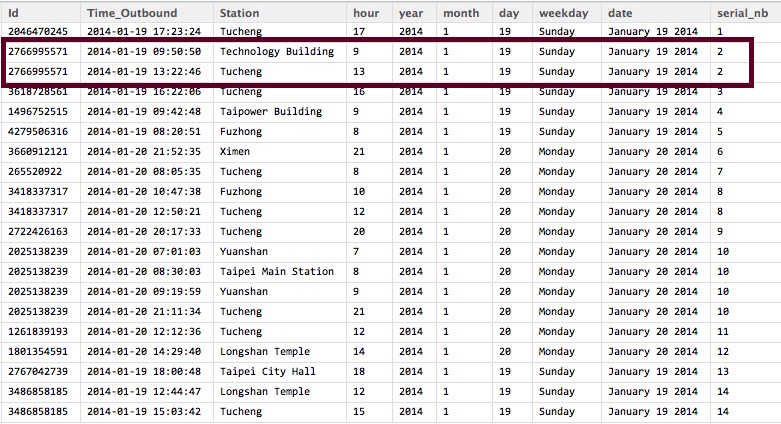 Id Time_Outbound Station hour year month day weekday date serial_nb
2046470245 2014-01-19 17:23:24 Tucheng 17 2014 1 19 Sunday January 19 2014 1
2766995571 2014-01-19 09:50:50 Technology Building 9 2014 1 19 Sunday January 19 2014 2
2766995571 2014-01-19 13:22:46 Tucheng 13 2014 1 19 Sunday January 19 2014 2
3618728561 2014-01-19 16:22:06 Tucheng 16 2014 1 19 Sunday January 19 2014 3
1496752515 2014-01-19 09:42:48 Taipower Building 9 2014 1 19 Sunday January 19 2014 4
4279506316 2014-01-19 08:20:51 Fuzhong 8 2014 1 19 Sunday January 19 2014 5
3660912121 2014-01-20 21:52:35 Ximen 21 2014 1 20 Monday January 20 2014 6
265520922 2014-01-20 08:05:35 Tucheng 8 2014 1 20 Monday January 20 2014 7
3418337317 2014-01-20 10:47:38 Fuzhong 10 2014 1 20 Monday January 20 2014 8
3418337317 2014-01-20 12:50:21 Tucheng 12 2014 1 20 Monday January 20 2014 8
2722426163 2014-01-20 20:17:33 Tucheng 20 2014 1 20 Monday January 20 2014 9
2025138239 2014-01-20 07:01:03 Yuanshan 7 2014 1 20 Monday January 20 2014 10
2025138239 2014-01-20 08:30:03 Taipei Main Station 8 2014 1 20 Monday January 20 2014 10
2025138239 2014-01-20 09:19:59 Yuanshan 9 2014 1 20 Monday January 20 2014 10
2025138239 2014-01-20 21:11:34 Tucheng 21 2014 1 20 Monday January 20 2014 10
1261839193 2014-01-20 12:12:36 Tucheng 12 2014 1 20 Monday January 20 2014 11
1801354591 2014-01-20 14:29:40 Longshan Temple 14 2014 1 20 Monday January 20 2014 12
2767042739 2014-01-19 18:00:48 Taipei City Hall 18 2014 1 19 Sunday January 19 2014 13
3486858185 2014-01-19 12:44:47 Longshan Temple 12 2014 1 19 Sunday January 19 2014 14
3486858185 2014-01-19 15:03:42 Tucheng 15 2014 1 19 Sunday January 19 2014 14